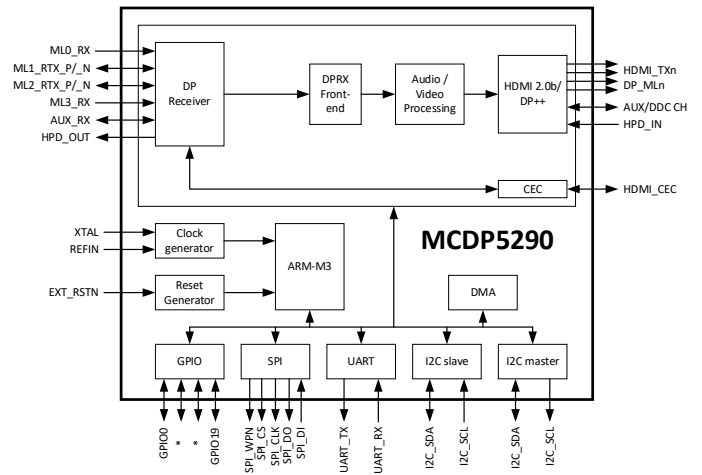 ML0_RX
ML1_RTX_P/_N
ML2_RTX_P/_N
ML3_RX
AUX_RX
HPD_OUT
DP
Receiver
DPRX
Front-
end
Audio /
Video
Processing
HDMI 2.0b/
DP++
HDMI_TXn
DP_MLn
AUX/DDC CH
HPD_IN
CEC
HDMI_CEC
XTAL
REFIN
Clock
generator
ARM-M3
MCDP5290
EXT_RSTN
Reset
Generator
DMA
GPIO
SPI
UART
I2C slave
I2C master
GPIO0
*
*
GPIO19
SPI_WPN
SPI_CS
SPI_CLK
SPI_DO
SPI_DI
UART_TX
UART_RX
I2C_SDA
I2C_SCL
I2C_SDA
I2C_SCL